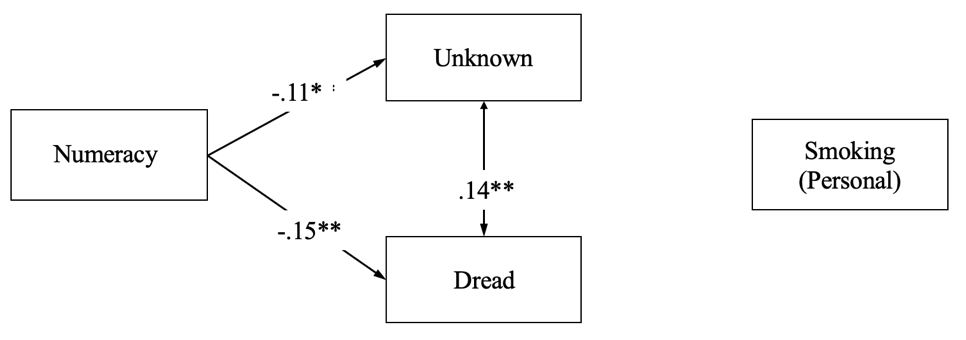 Unknown
-.11*
Numeracy
Smoking
(Personal)
.14**
-.15**
Dread